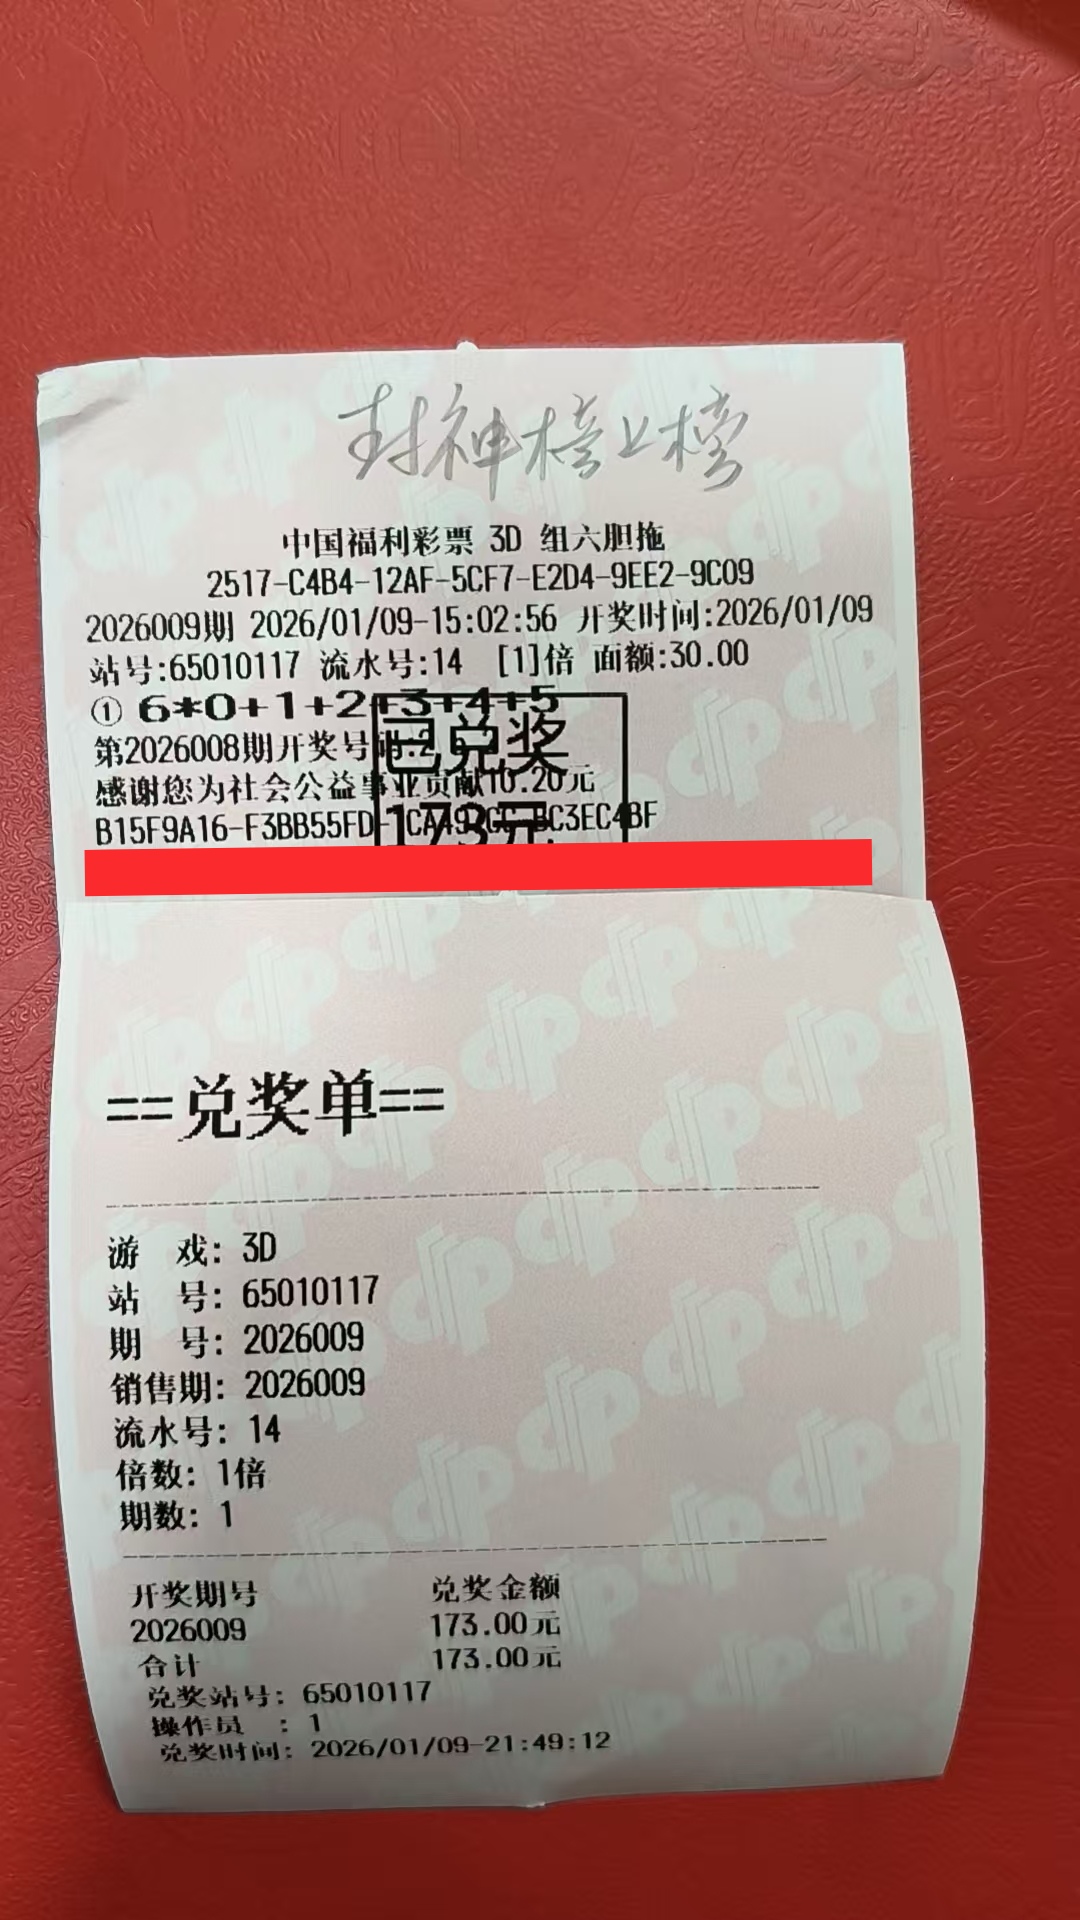 封神榜上榜
中国福利彩票 3D 组六胆拖
2517-C4B4-12AF-5CF7-E2D4-9EE2-9C09
2026009期 2026/01/09-15:02:56 开奖时间:2026/01/09
站号:65010117 流水号:14 [1]倍 面额:30.00
① 6*0+1+2+3+4+5
已兑奖
第2026008期开奖号码:2
感谢您为社会公益事业贡献10.20元
173元
B15F9A16-F3BB55FD-
==兑奖单==
游 戏: 3D
站 号: 65010117
期 号: 2026009
销售期: 2026009
流水号: 14
倍数: 1倍
期数: 1
开奖期号 兑奖金额
2026009 173.00元
合计 173.00元
兑奖站号: 65010117
操作员 : 1
兑奖时间: 2026/01/09-21:49:12